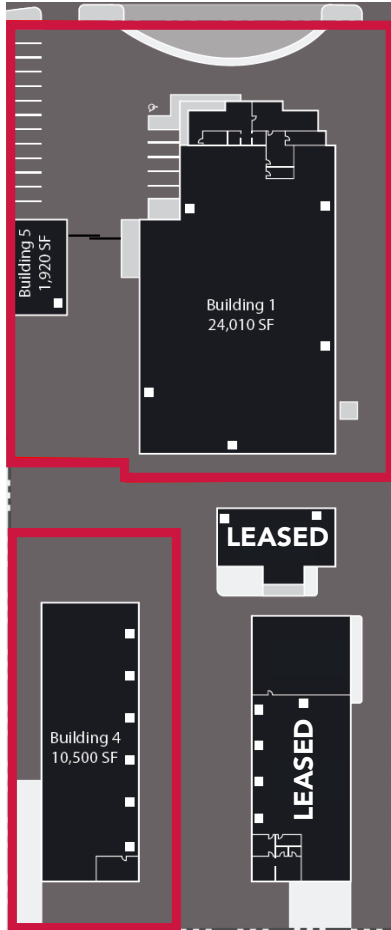 Building 5
1,920 SF
Building 1
24,010 SF
LEASED
Building 4
10,500 SF
LEASED